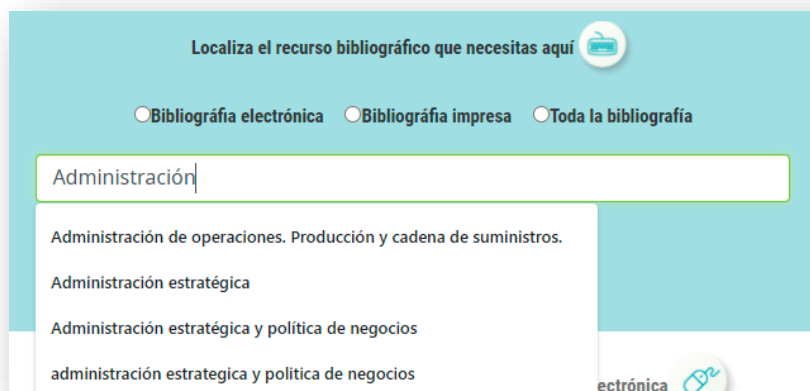 Localiza el recurso bibliográfico que necesitas aquí
Bibliográfia electrónica Bibliográfia impresa Toda la bibliografía
Administración
Administración de operaciones. Producción y cadena de suministros.
Administración estratégica
Administración estratégica y política de negocios
administración estrategica y politica de negocios
ectrónica